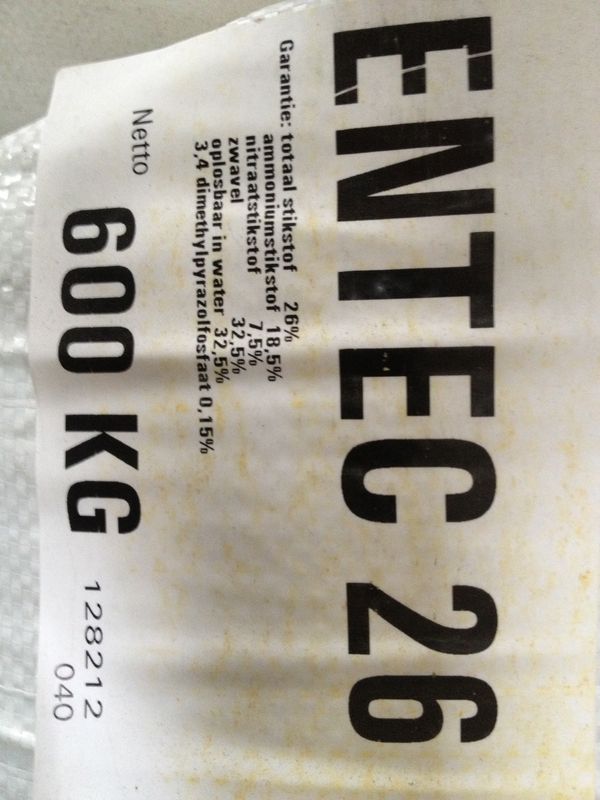 ENTEC 26
Garantie: totaal stikstof 26%
ammoniumstikstof 18,5%
nitraatstikstof 7,5%
zwavel 32,5%
oplosbaar in water 32,5%
3,4 dimethylpyrazolfosfaat 0,15%
Netto 600 KG 128212
040